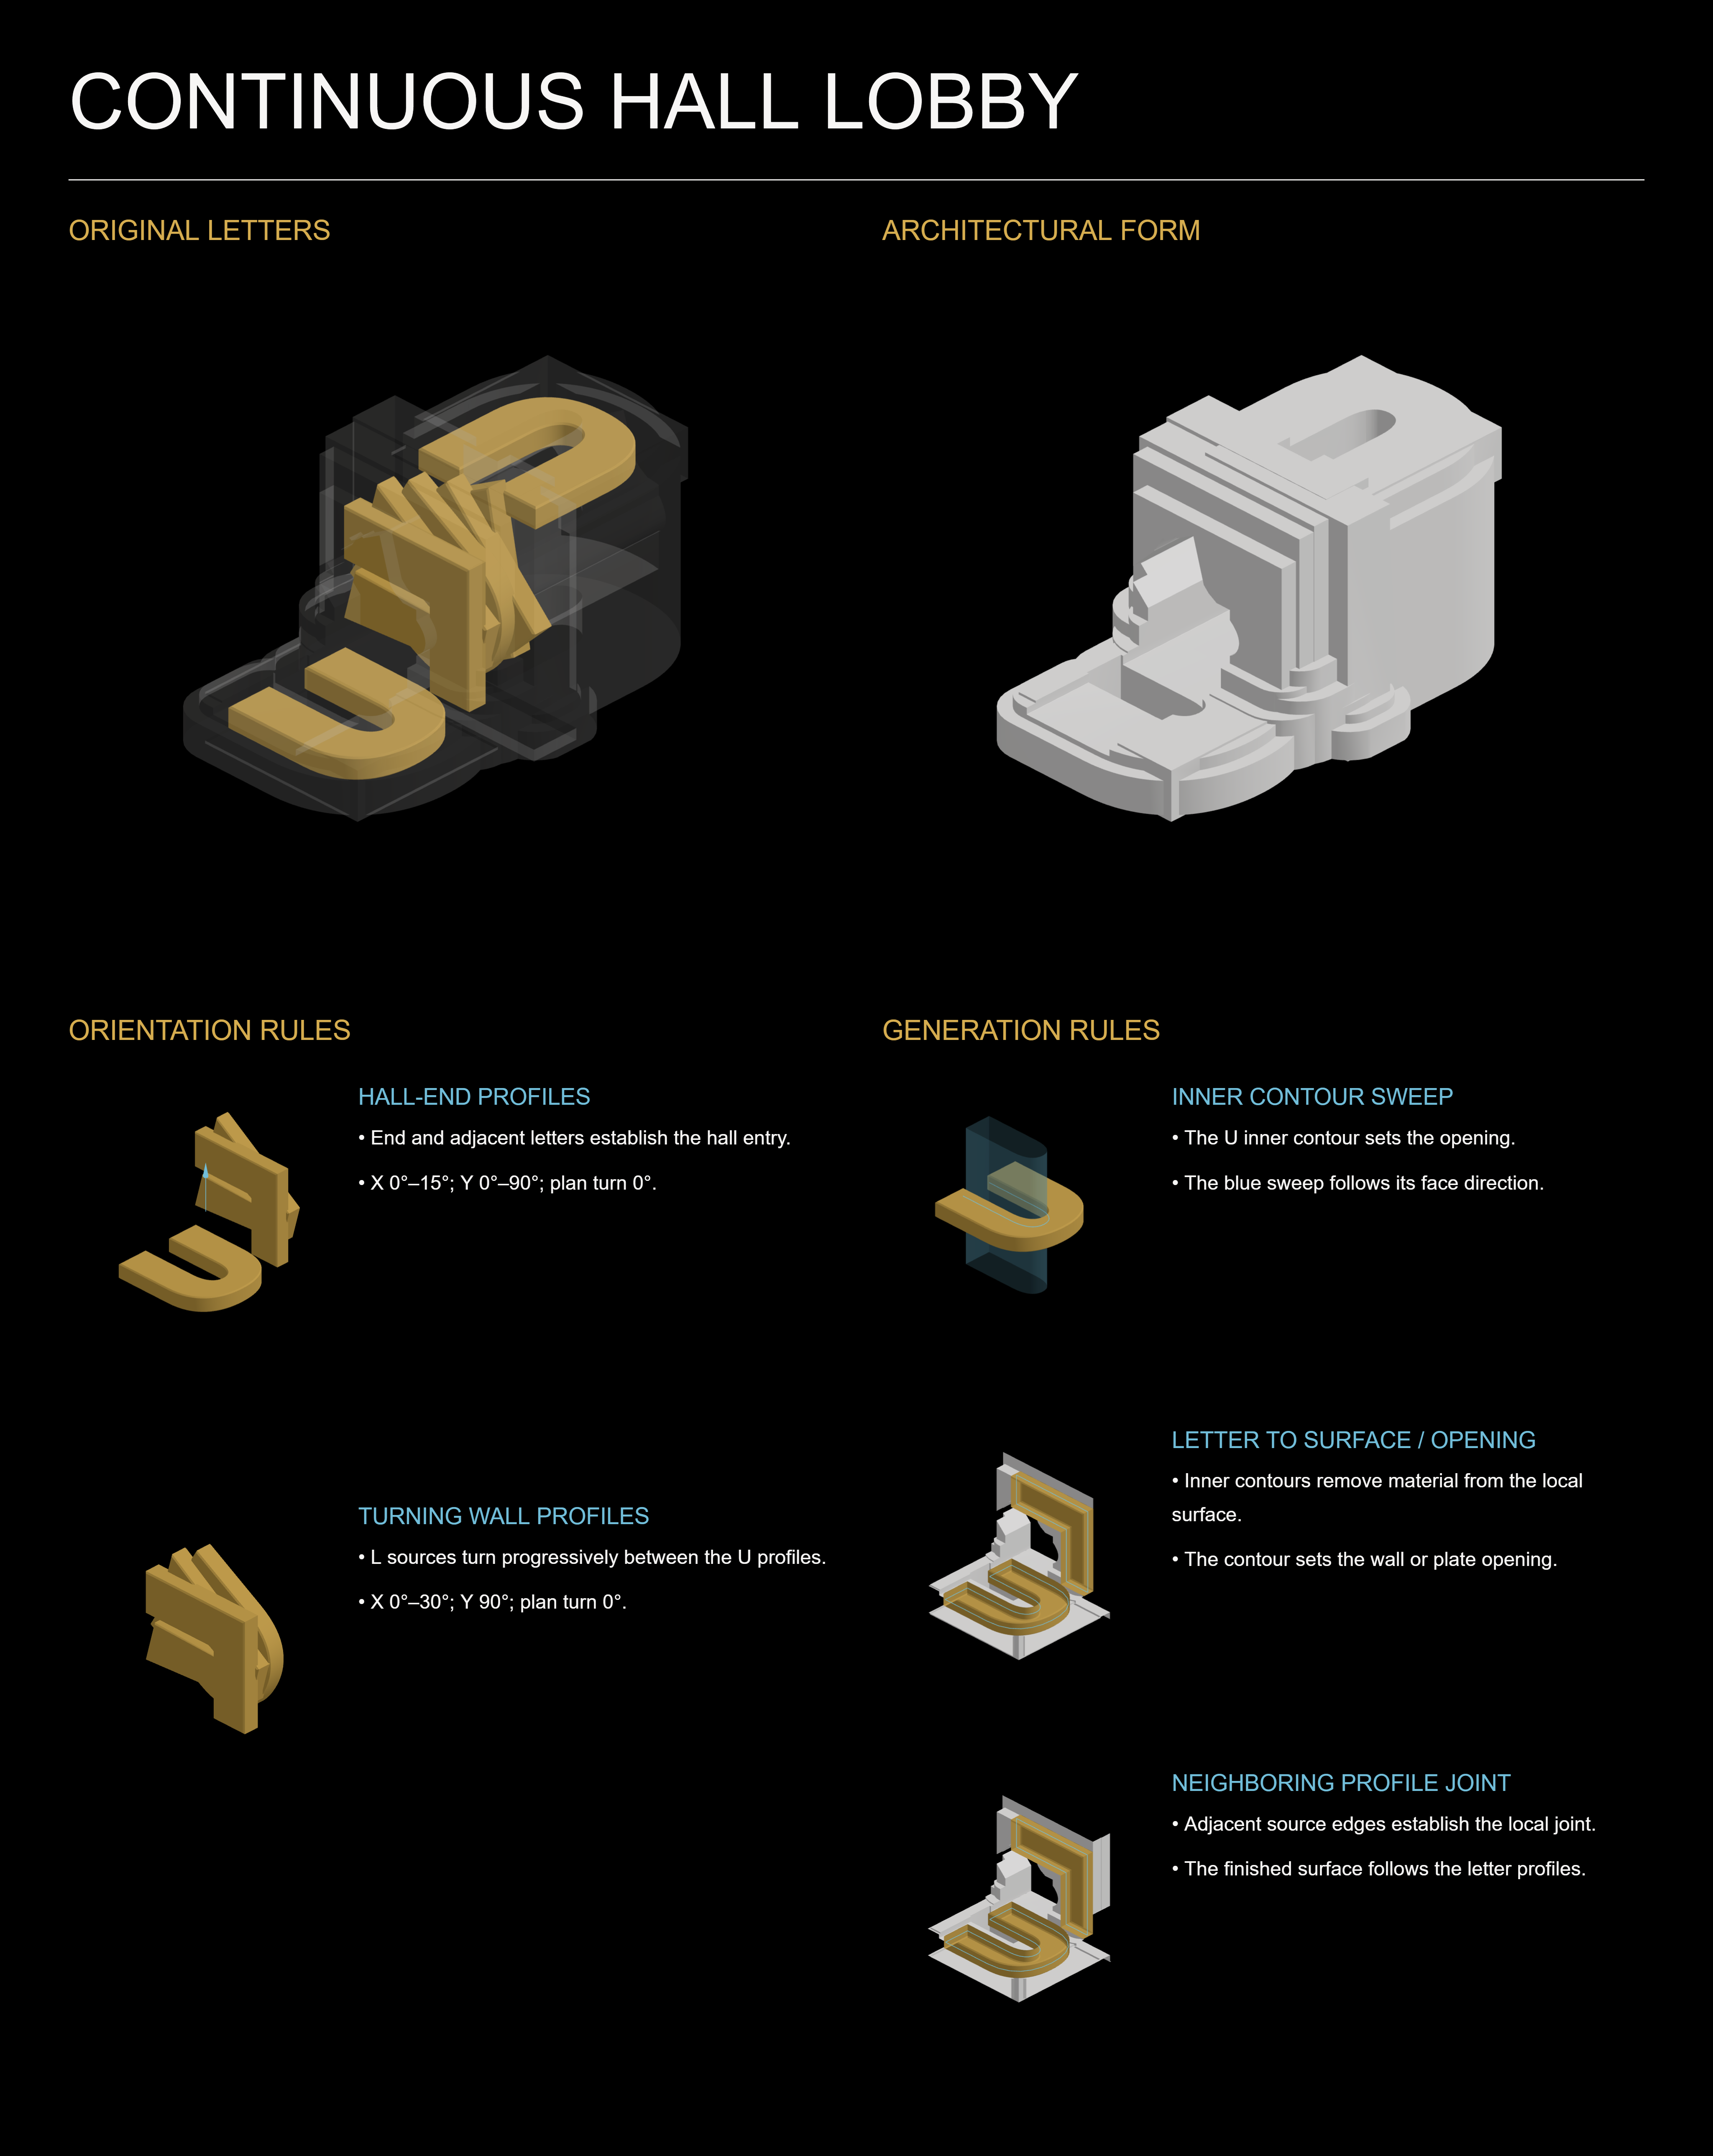 CONTINUOUS HALL LOBBY
ORIGINAL LETTERS
ARCHITECTURAL FORM
ORIENTATION RULES
HALL-END PROFILES
• End and adjacent letters establish the hall entry.
• X 0°–15°; Y 0°–90°; plan turn 0°.
TURNING WALL PROFILES
• L sources turn progressively between the U profiles.
• X 0°–30°; Y 90°; plan turn 0°.
GENERATION RULES
INNER CONTOUR SWEEP
• The U inner contour sets the opening.
• The blue sweep follows its face direction.
LETTER TO SURFACE / OPENING
• Inner contours remove material from the local
surface.
• The contour sets the wall or plate opening.
NEIGHBORING PROFILE JOINT
• Adjacent source edges establish the local joint.
• The finished surface follows the letter profiles.